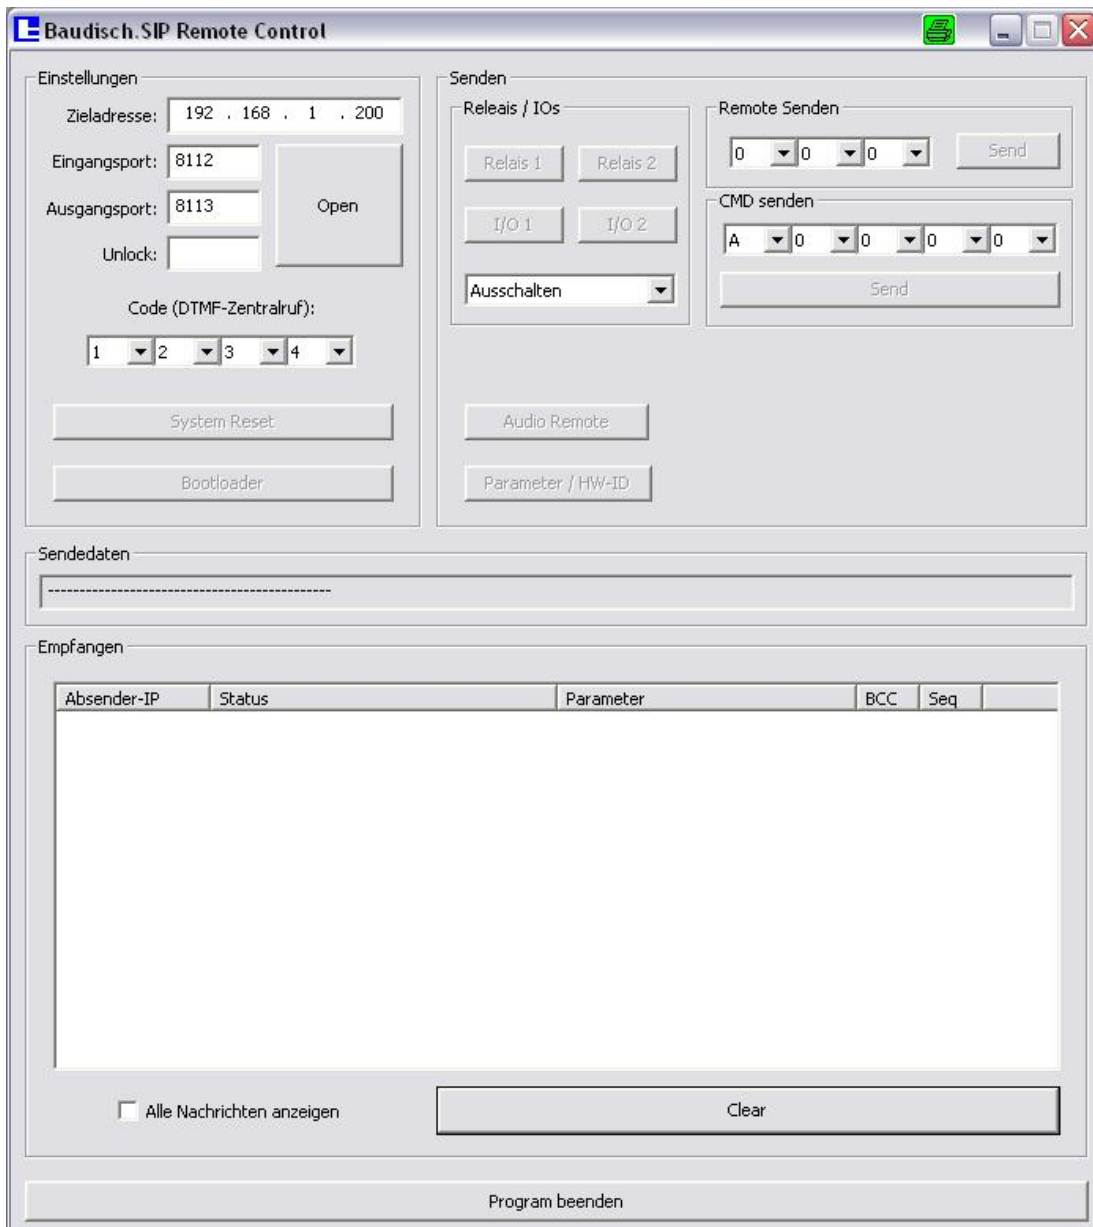 Baudisch.SIP Remote Control
Einstellungen
Zieladresse: 192 . 168 . 1 . 200
Eingangsport: 8112
Ausgangsport: 8113
Open
Unlock:
Code (DTMF-Zentralruf):
1 2 3 4
System Reset
Bootloader
Senden
Releais / IOs
Relais 1 Relais 2
I/O 1 I/O 2
Ausschalten
Remote Senden
0 0 0 Send
CMD senden
A 0 0 0 0
Send
Audio Remote
Parameter / HW-ID
Sendedaten
---------------------------------------------
Empfangen
Absender-IP Status Parameter BCC Seq
Alle Nachrichten anzeigen
Clear
Program beenden